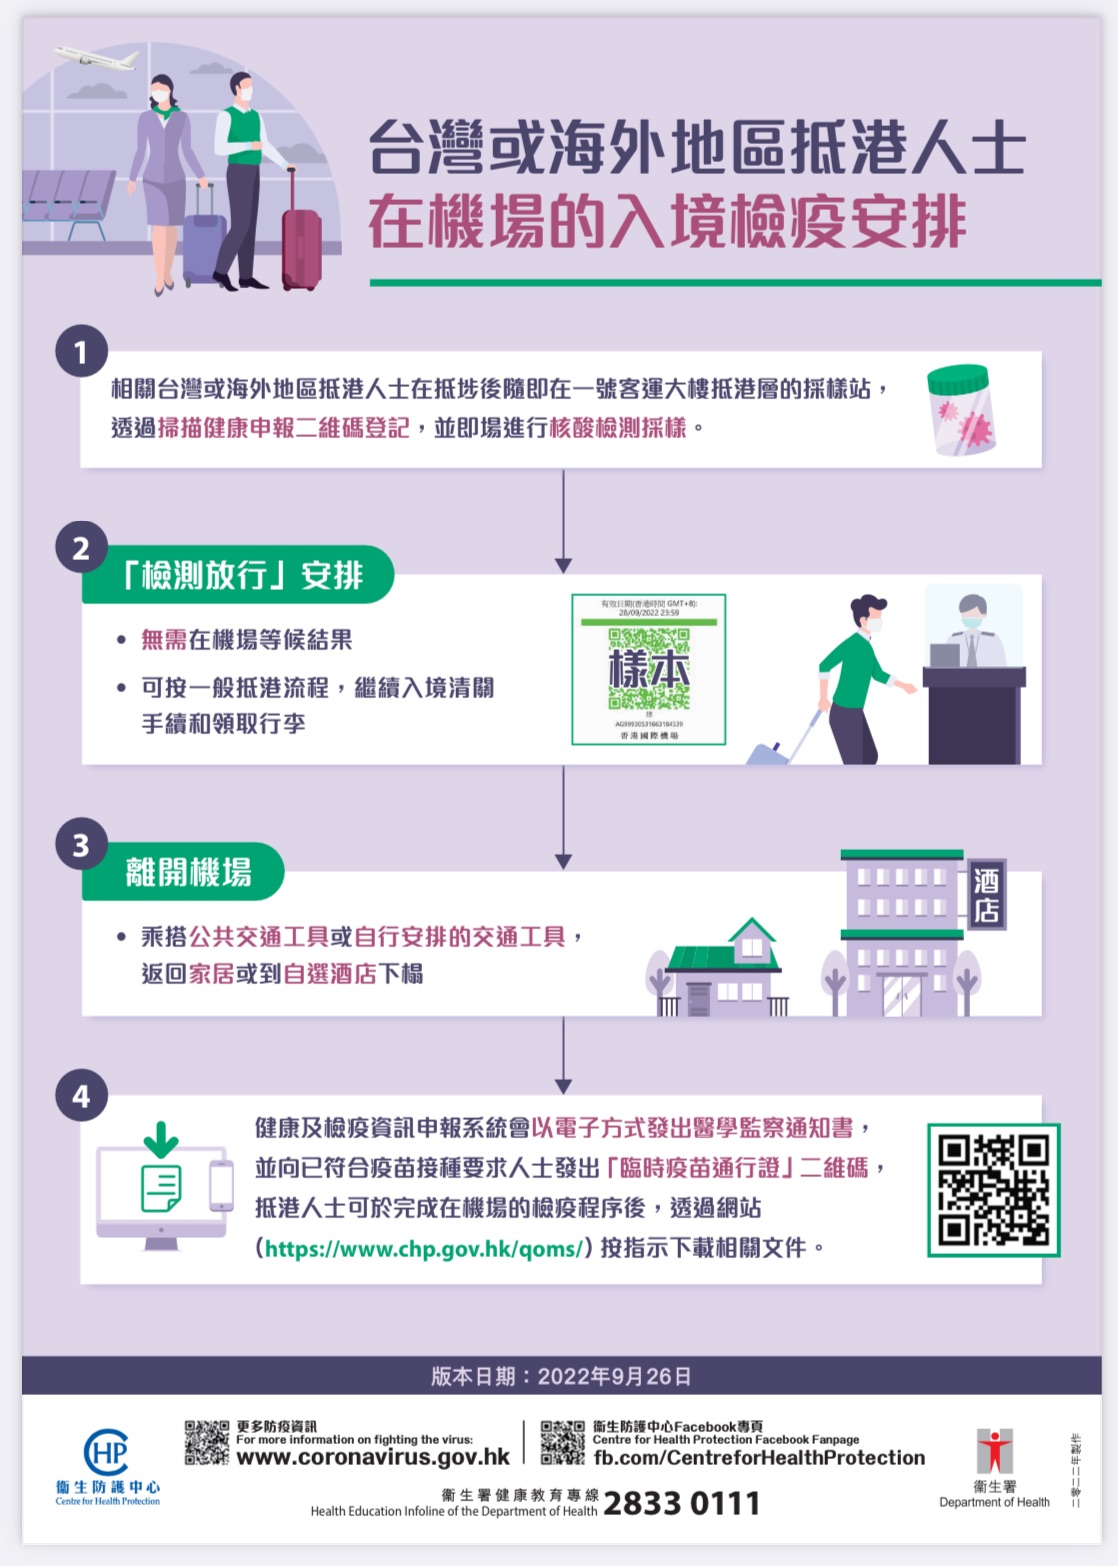 台灣或海外地區抵港人士
在機場的入境檢疫安排
1
相關台灣或海外地區抵港人士在抵埗後隨即在一號客運大樓抵港層的採樣站，
透過掃描健康申報二維碼登記，並即場進行核酸檢測採樣。
2
「檢測放行」安排
• 無需在機場等候結果
• 可按一般抵港流程，繼續入境清關
手續和領取行李
有效日期(香港時間 GMT+8):
28/09/2022 23:59
樣本
綠
AG99930531663184539
香港國際機場
3
離開機場
• 乘搭公共交通工具或自行安排的交通工具，
返回家居或到自選酒店下榻
酒店
4
健康及檢疫資訊申報系統會以電子方式發出醫學監察通知書，
並向已符合疫苗接種要求人士發出「臨時疫苗通行證」二維碼，
抵港人士可於完成在機場的檢疫程序後，透過網站
（https://www.chp.gov.hk/qoms/）按指示下載相關文件。
版本日期：2022年9月26日
CHP
衞生防護中心
Centre for Health Protection
更多防疫資訊
For more information on fighting the virus:
www.coronavirus.gov.hk
衞生防護中心Facebook專頁
Centre for Health Protection Facebook Fanpage
fb.com/CentreforHealthProtection
衞生署健康教育專線
Health Education Infoline of the Department of Health
2833 0111
衞生署
Department of Health
二零二二年製作